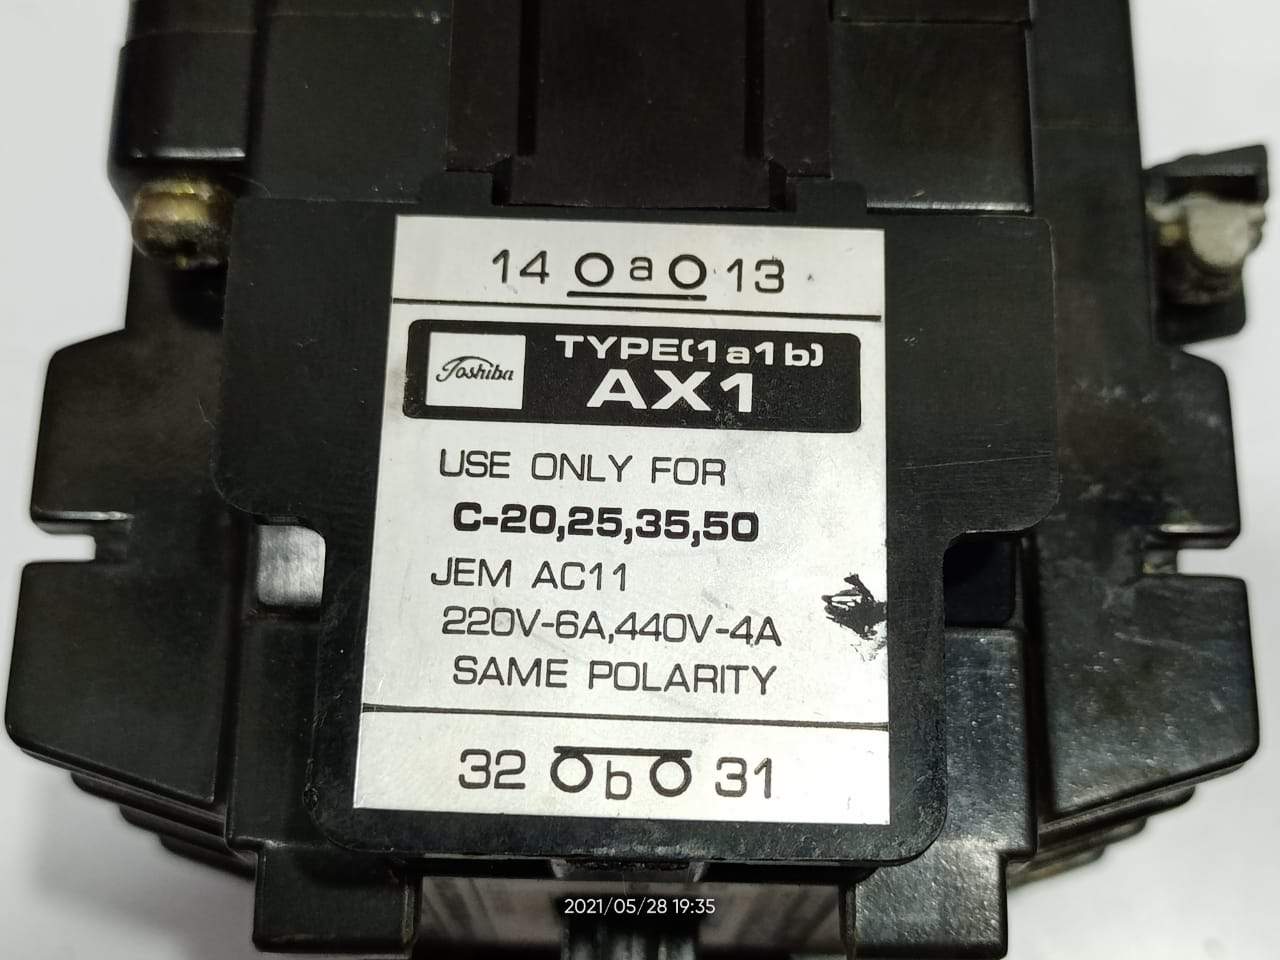 14 a 13
Toshiba
TYPE(1a1b)
AX1
USE ONLY FOR
C-20,25,35,50
JEM AC11
220V-6A,440V-4A
SAME POLARITY
32 b 31
2021/05/28 19:35